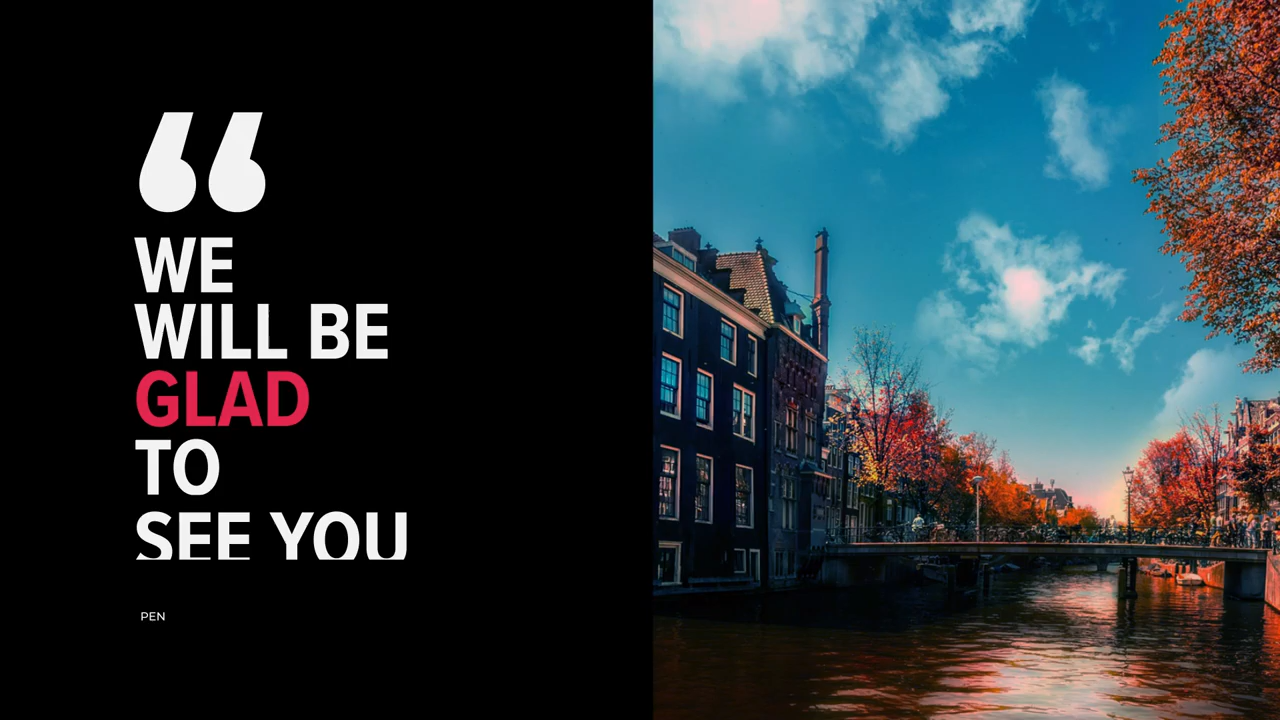 “
WE
WILL BE
GLAD
TO
SEE YOU
PEN